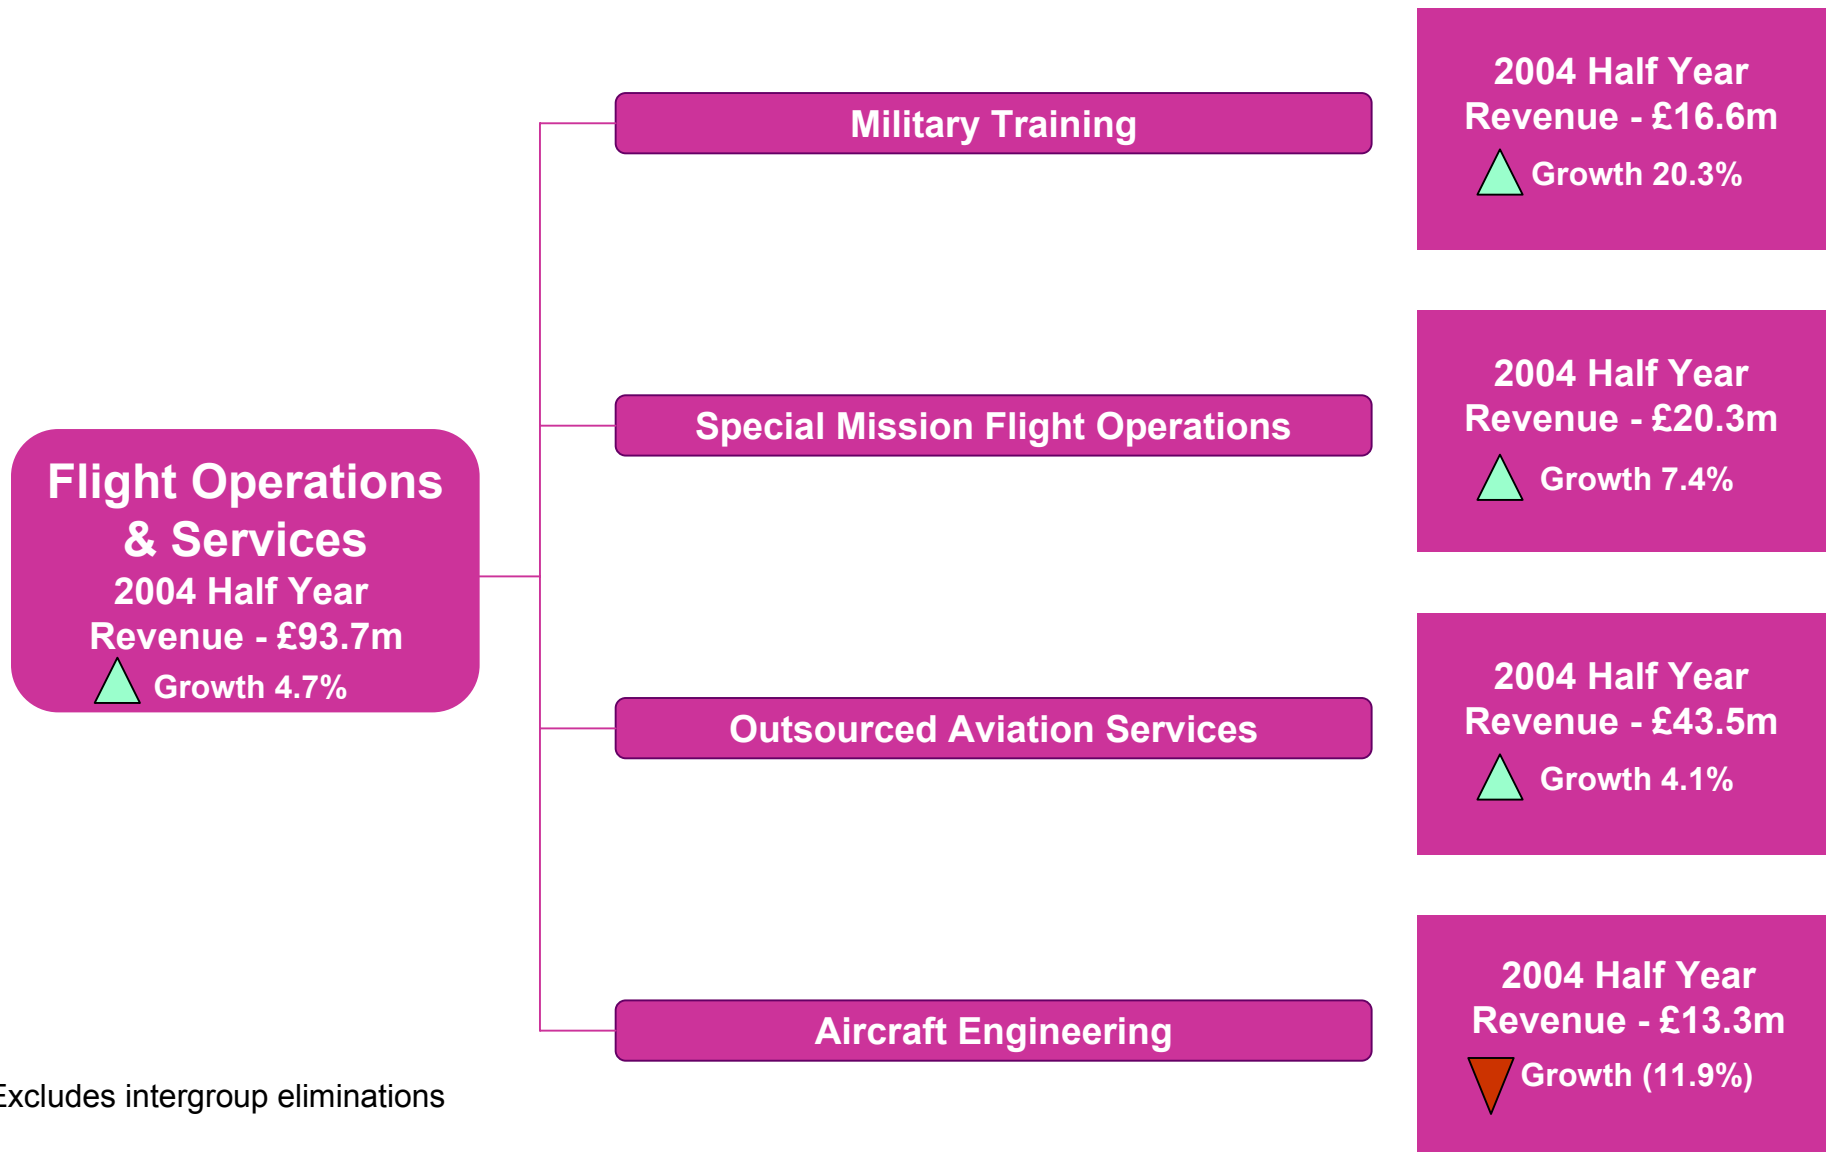 Flight Operations
& Services
2004 Half Year
Revenue - £93.7m
Growth 4.7%
Military Training
2004 Half Year
Revenue - £16.6m
Growth 20.3%
Special Mission Flight Operations
2004 Half Year
Revenue - £20.3m
Growth 7.4%
Outsourced Aviation Services
2004 Half Year
Revenue - £43.5m
Growth 4.1%
Aircraft Engineering
2004 Half Year
Revenue - £13.3m
Growth (11.9%)
Excludes intergroup eliminations